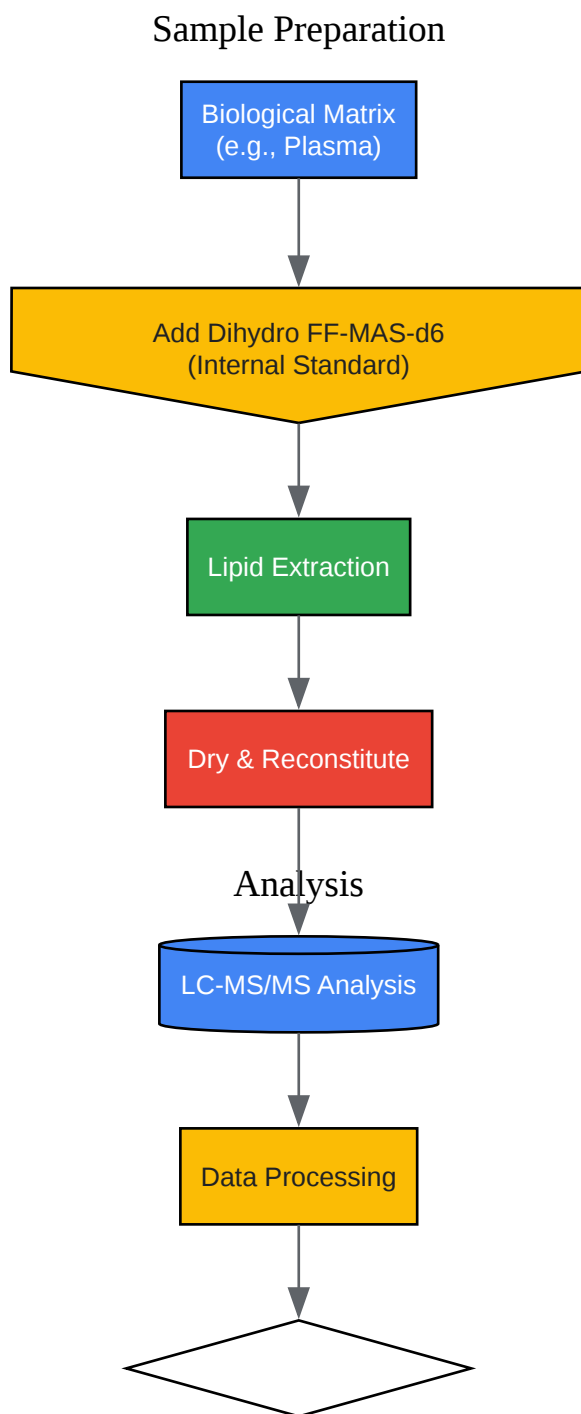 Sample Preparation
Biological Matrix
(e.g., Plasma)
Add Dihydro FF-MAS-d6
(Internal Standard)
Lipid Extraction
Dry & Reconstitute
Analysis
LC-MS/MS Analysis
Data Processing